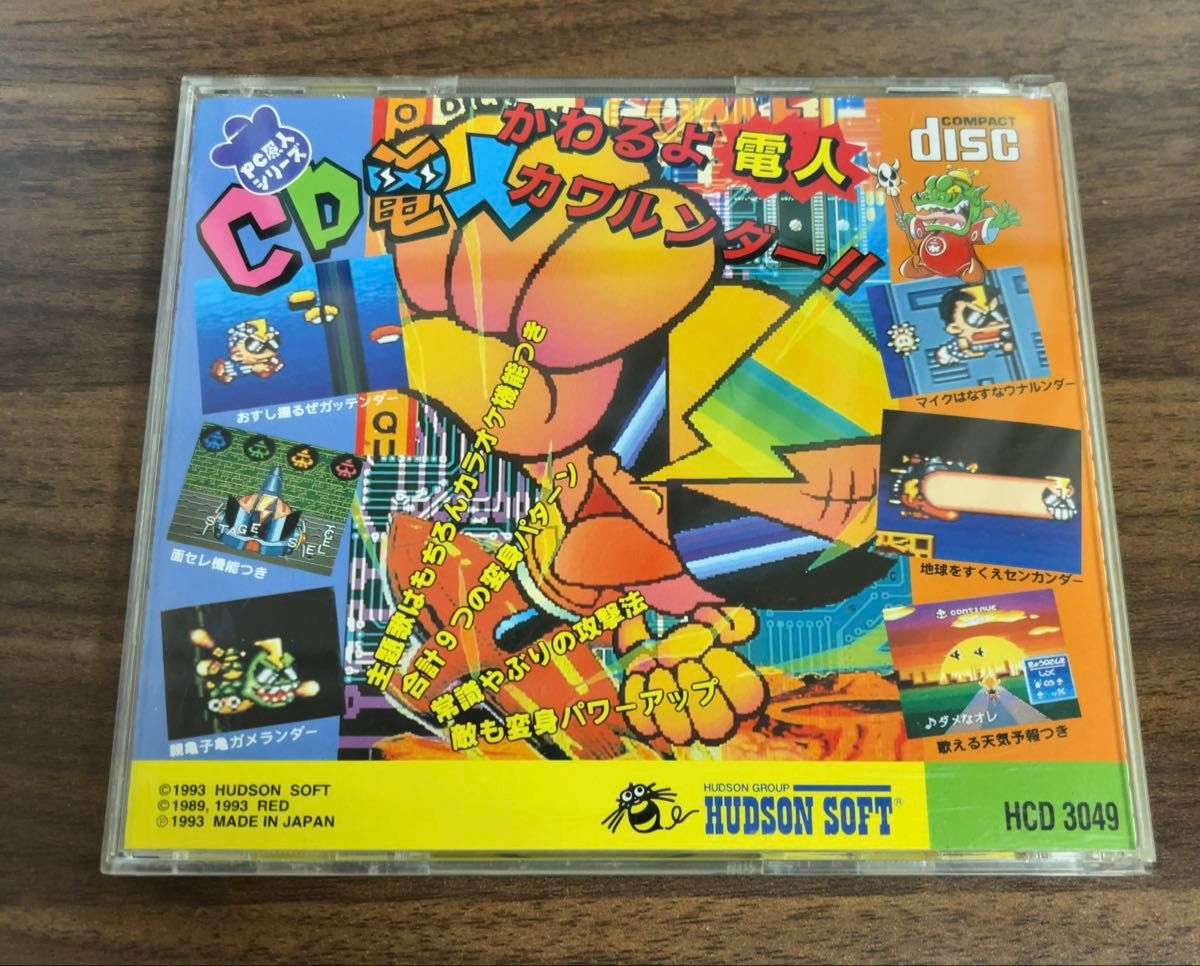 PC原人
シリーズ
CD電人
かわるよ電人
カワルンダー!!
COMPACT
disc
おすし握るぜガッテンダー
マイクはなすなウナルンダー
STAGE SELECT
面セレ機能つき
地球をすくえセンカンダー
親亀子亀ガメランダー
CONTINUE
♪ダメなオレ
歌える天気予報つき
主題歌はもちろんカラオケ機能つき
合計9つの変身パターン
常識やぶりの攻撃法
敵も変身パワーアップ
©1993 HUDSON SOFT
©1989, 1993 RED
℗1993 MADE IN JAPAN
HUDSON GROUP
HUDSON SOFT®
HCD 3049